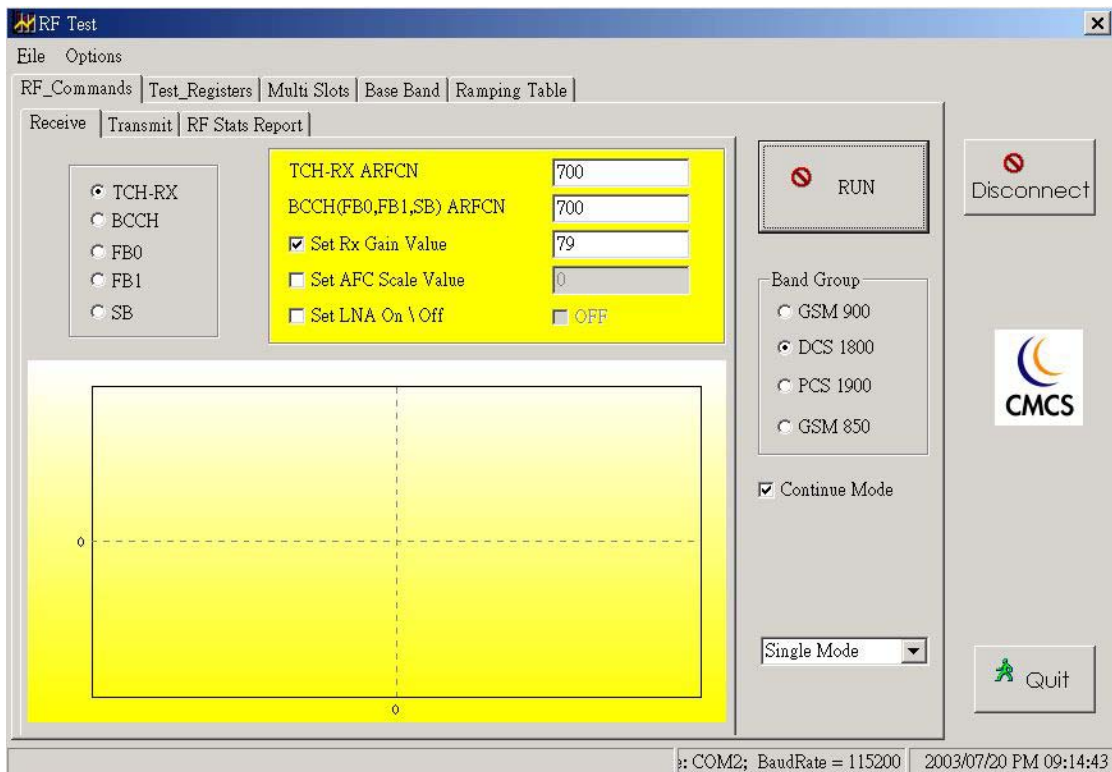 RF Test
File Options
RF_Commands Test_Registers Multi Slots Base Band Ramping Table
Receive Transmit RF Stats Report
TCH-RX
BCCH
FB0
FB1
SB
TCH-RX ARFCN 700
BCCH(FB0,FB1,SB) ARFCN 700
Set Rx Gain Value 79
Set AFC Scale Value 0
Set LNA On \ Off OFF
0
0
RUN
Band Group
GSM 900
DCS 1800
PCS 1900
GSM 850
Continue Mode
Single Mode
Disconnect
CMCS
Quit
: COM2; BaudRate = 115200 2003/07/20 PM 09:14:43